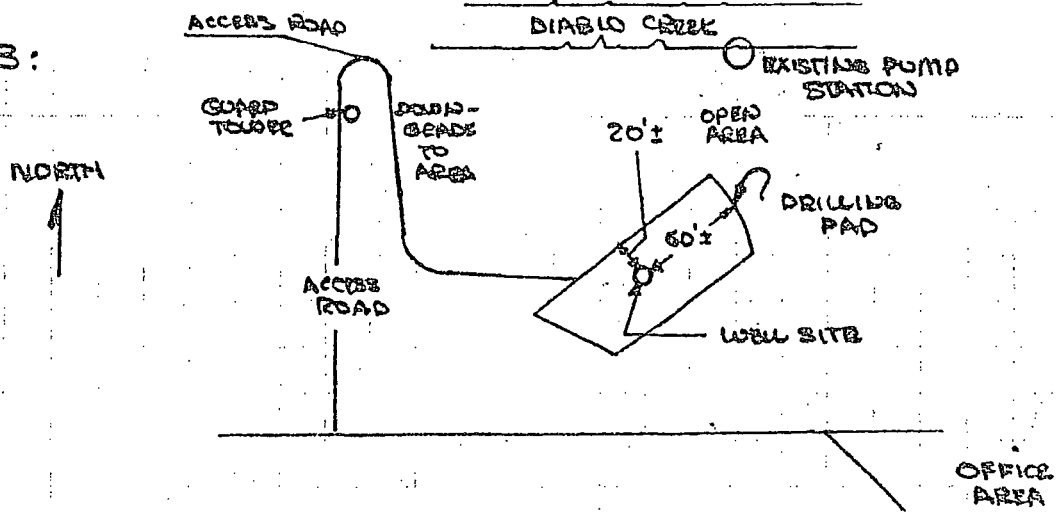 ACCESS ROAD
DIABLO CREEK
3:
EXISTING PUMP
STATION
GUARD
TOWER
DOWN-
GRADE
TO
AREA
20'±
OPEN
AREA
NORTH
60'±
DRILLING
PAD
ACCESS
ROAD
WELL SITE
OFFICE
AREA